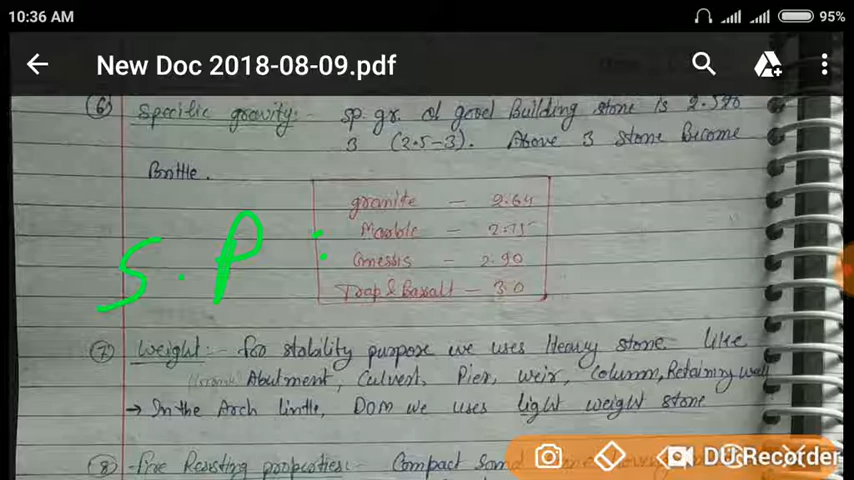 10:36 AM 95%
New Doc 2018-08-09.pdf
(6) Specific gravity:- sp.gr. of good Building stone is 2.5 to
3 (2.5-3). Above 3 stone Become
Brittle.
granite - 2.64
Marble - 2.75
Gnessis - 2.90
Trap & Basalt - 3.0
S.P :
(7) Weight:- for stability purpose we uses Heavy stone like
Abutment, Culvert, Pier, weir, Column, Retaining wall
→ In the Arch lintle, DOM we uses light weight stone
(8) Fire Resisting properties:- Compact Sand
DU Recorder